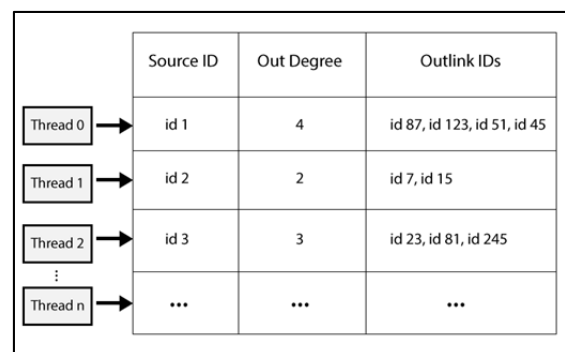 Source ID Out Degree Outlink IDs
Thread 0 id 1 4 id 87, id 123, id 51, id 45
Thread 1 id 2 2 id 7, id 15
Thread 2 id 3 3 id 23, id 81, id 245
Thread n ... ... ...